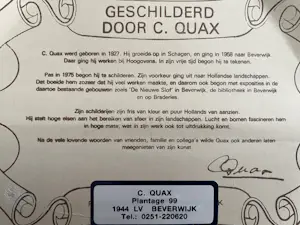 GESCHILDERD
DOOR C. QUAX
C. Quax werd geboren in 1927. Hij groeide op in Schagen, en ging in 1958 naar Beverwijk.
Daar ging hij werken bij Hoogovens. In zijn vrije tijd begon hij te tekenen.
Pas in 1975 begon hij te schilderen. Zijn voorkeur ging uit naar Hollandse landschappen.
Dat boeide hem zozeer dat hij veel werken maakte, en daarom ook begon met exposities in de
daartoe bestaande gebouwen zoals 'De Nieuwe Slof' in Beverwijk, de bibliotheek in Beverwijk
en op Brederies.
Zijn schilderijen zijn fris van kleur en puur Hollands van aanzien.
Hij stelt hoge eisen aan het bereiken van sfeer in zijn landschappen. Lucht en bomen fascineren hem
in hoge mate, wat in zijn werk ook tot uitdrukking komt.
Na de vele lovende woorden van vrienden, familie en collega's wilde Quax ook anderen laten
meegenieten van zijn kunst.
C Quax
C. QUAX
Plantage 99
1944 LV BEVERWIJK
Tel.: 0251-220620